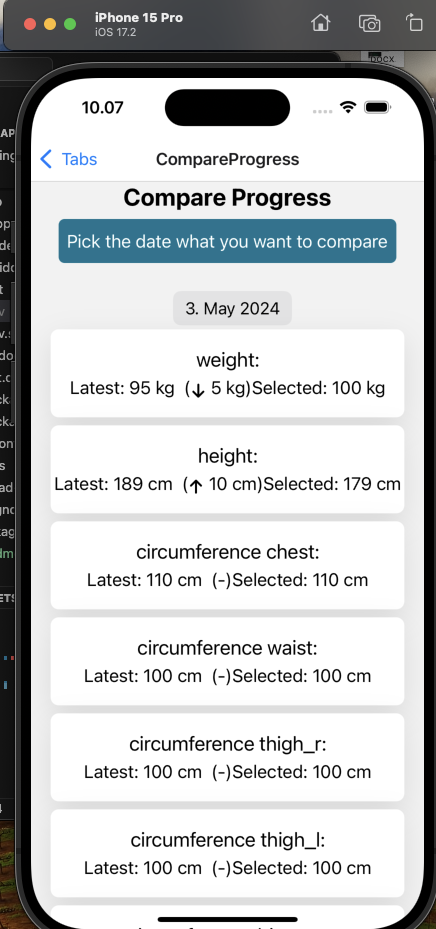 iPhone 15 Pro
iOS 17.2
10.07
Tabs
CompareProgress
Compare Progress
Pick the date what you want to compare
3. May 2024
weight:
Latest: 95 kg (↓ 5 kg)Selected: 100 kg
height:
Latest: 189 cm (↑ 10 cm)Selected: 179 cm
circumference chest:
Latest: 110 cm (-)Selected: 110 cm
circumference waist:
Latest: 100 cm (-)Selected: 100 cm
circumference thigh_r:
Latest: 100 cm (-)Selected: 100 cm
circumference thigh_l:
Latest: 100 cm (-)Selected: 100 cm